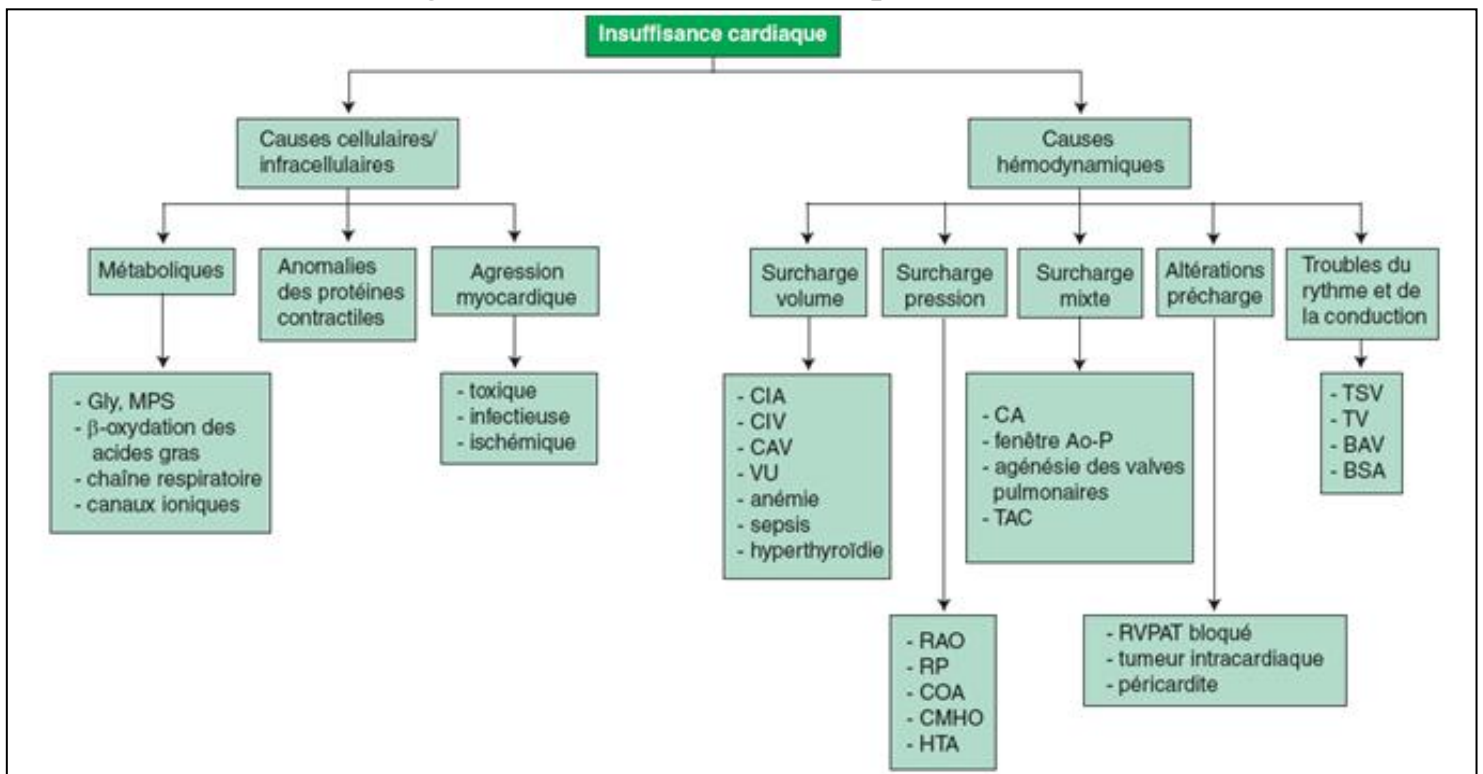 Insuffisance cardiaque
Causes cellulaires/
infracellulaires
Causes
hémodynamiques
Métaboliques
Anomalies
des protéines
contractiles
Agression
myocardique
Surcharge
volume
Surcharge
pression
Surcharge
mixte
Altérations
précharge
Troubles du
rythme et de
la conduction
- Gly, MPS
- β-oxydation des
acides gras
- chaîne respiratoire
- canaux ioniques
- toxique
- infectieuse
- ischémique
- CIA
- CIV
- CAV
- VU
- anémie
- sepsis
- hyperthyroïdie
- CA
- fenêtre Ao-P
- agénésie des valves
pulmonaires
- TAC
- TSV
- TV
- BAV
- BSA
- RAO
- RP
- COA
- CMHO
- HTA
- RVPAT bloqué
- tumeur intracardiaque
- péricardite